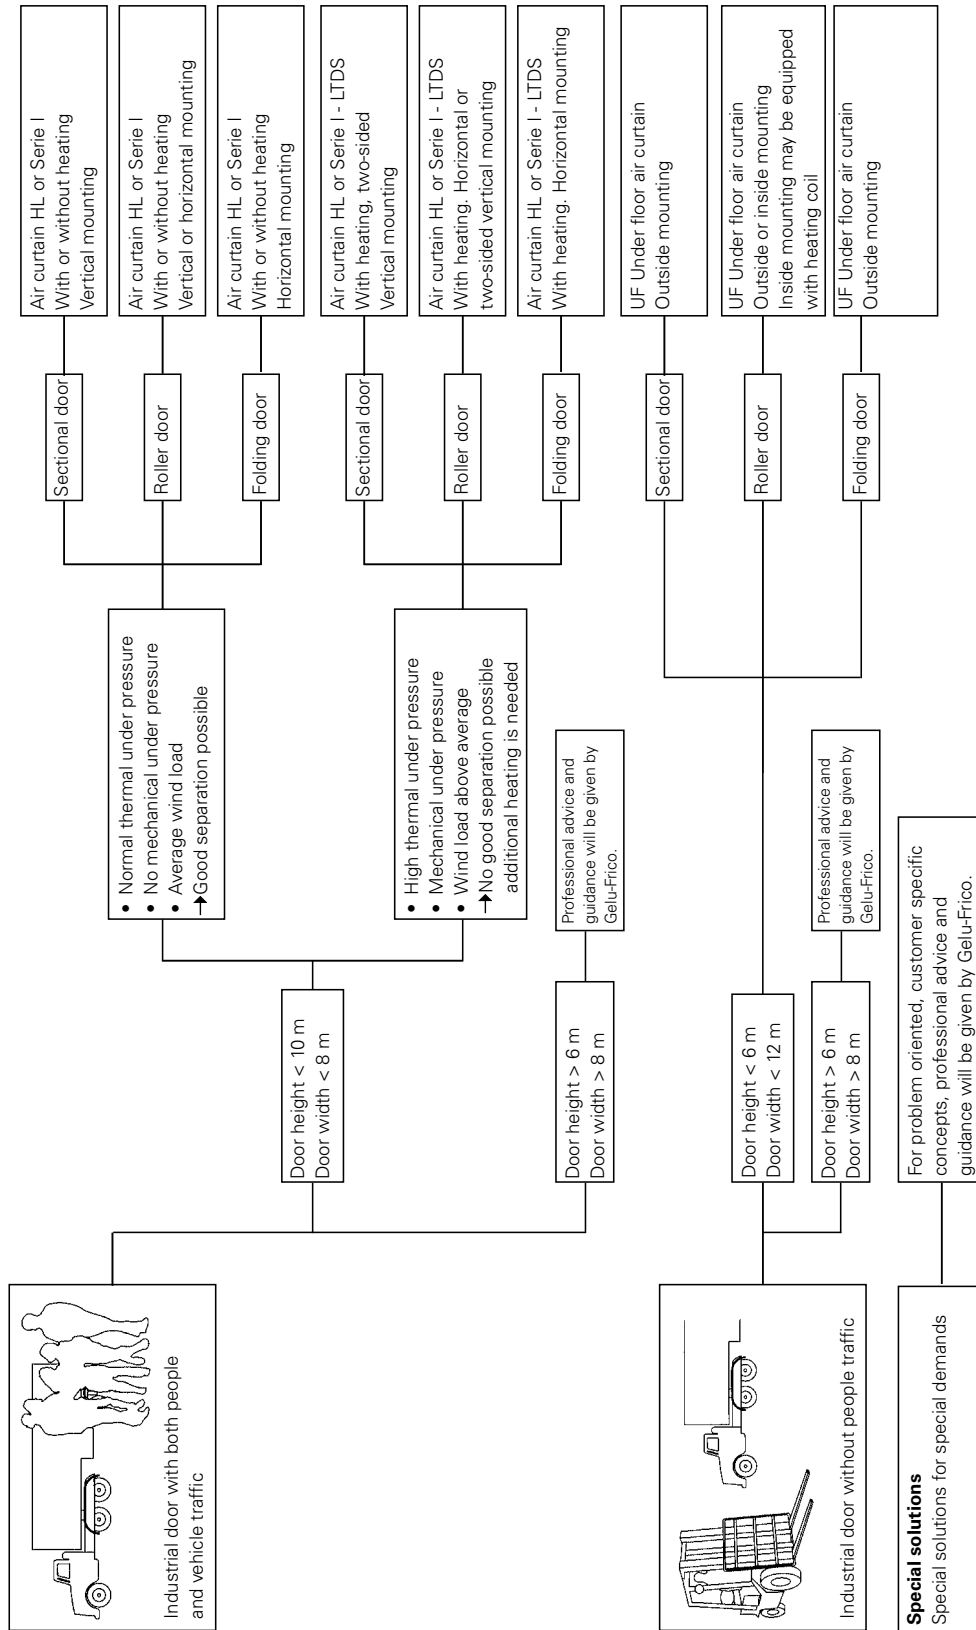 Industrial door with both people
and vehicle traffic
Door height < 10 m
Door width < 8 m
• Normal thermal under pressure
• No mechanical under pressure
• Average wind load
→Good separation possible
Sectional door
Air curtain HL or Serie I
With or without heating
Vertical mounting
Roller door
Air curtain HL or Serie I
With or without heating
Vertical or horizontal mounting
Folding door
Air curtain HL or Serie I
With or without heating
Horizontal mounting
• High thermal under pressure
• Mechanical under pressure
• Wind load above average
→No good separation possible
additional heating is needed
Sectional door
Air curtain HL or Serie I - LTDS
With heating, two-sided
Vertical mounting
Roller door
Air curtain HL or Serie I - LTDS
With heating. Horizontal or
two-sided vertical mounting
Folding door
Air curtain HL or Serie I - LTDS
With heating. Horizontal mounting
Door height > 6 m
Door width > 8 m
Professional advice and
guidance will be given by
Gelu-Frico.
Industrial door without people traffic
Door height < 6 m
Door width < 12 m
Sectional door
UF Under floor air curtain
Outside mounting
Roller door
UF Under floor air curtain
Outside or inside mounting
Inside mounting may be equipped
with heating coil
Folding door
UF Under floor air curtain
Outside mounting
Door height > 6 m
Door width > 8 m
Professional advice and
guidance will be given by
Gelu-Frico.
Special solutions
Special solutions for special demands
For problem oriented, customer specific
concepts, professional advice and
guidance will be given by Gelu-Frico.